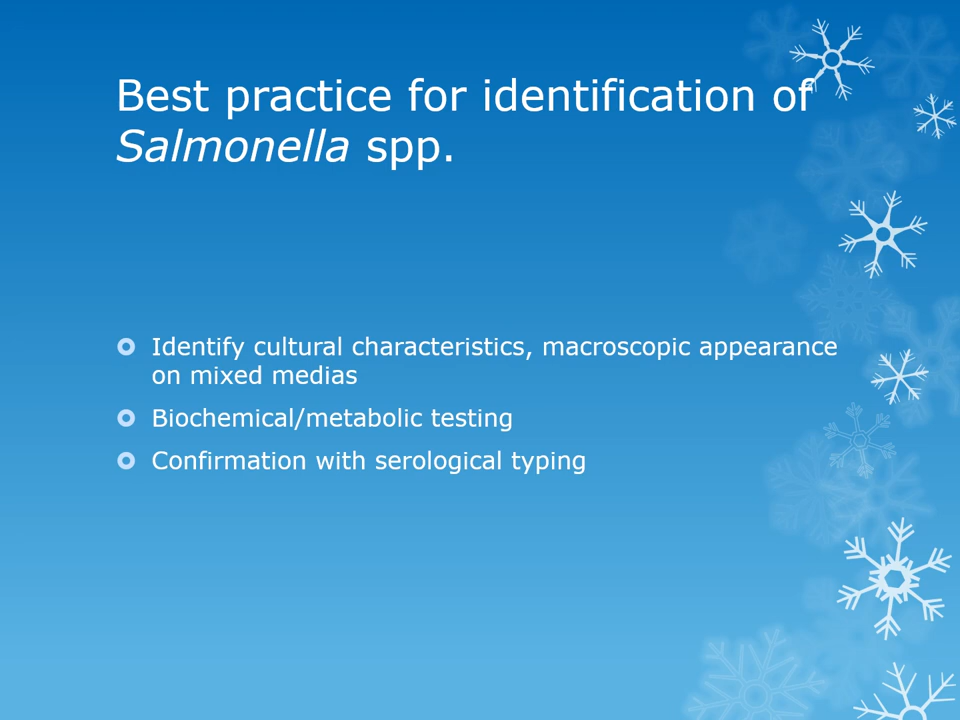 Best practice for identification of
Salmonella spp.
Identify cultural characteristics, macroscopic appearance
on mixed medias
Biochemical/metabolic testing
Confirmation with serological typing